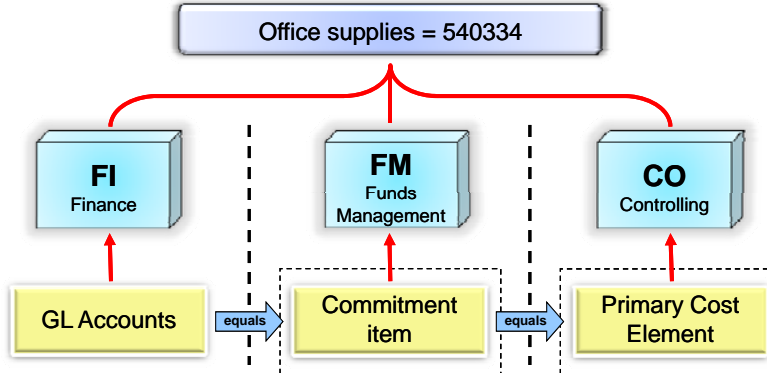 Office supplies = 540334
FI
Finance
FM
Funds
Management
CO
Controlling
GL Accounts
equals
Commitment
item
equals
Primary Cost
Element